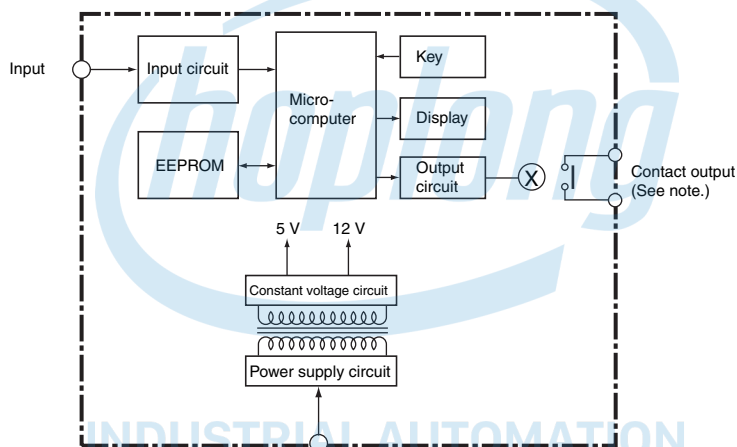 Input
Input circuit
Micro-
computer
Key
Display
EEPROM
Output
circuit
X
Contact output
(See note.)
5 V
12 V
Constant voltage circuit
Power supply circuit
hoplong
INDUSTRIAL AUTOMATION